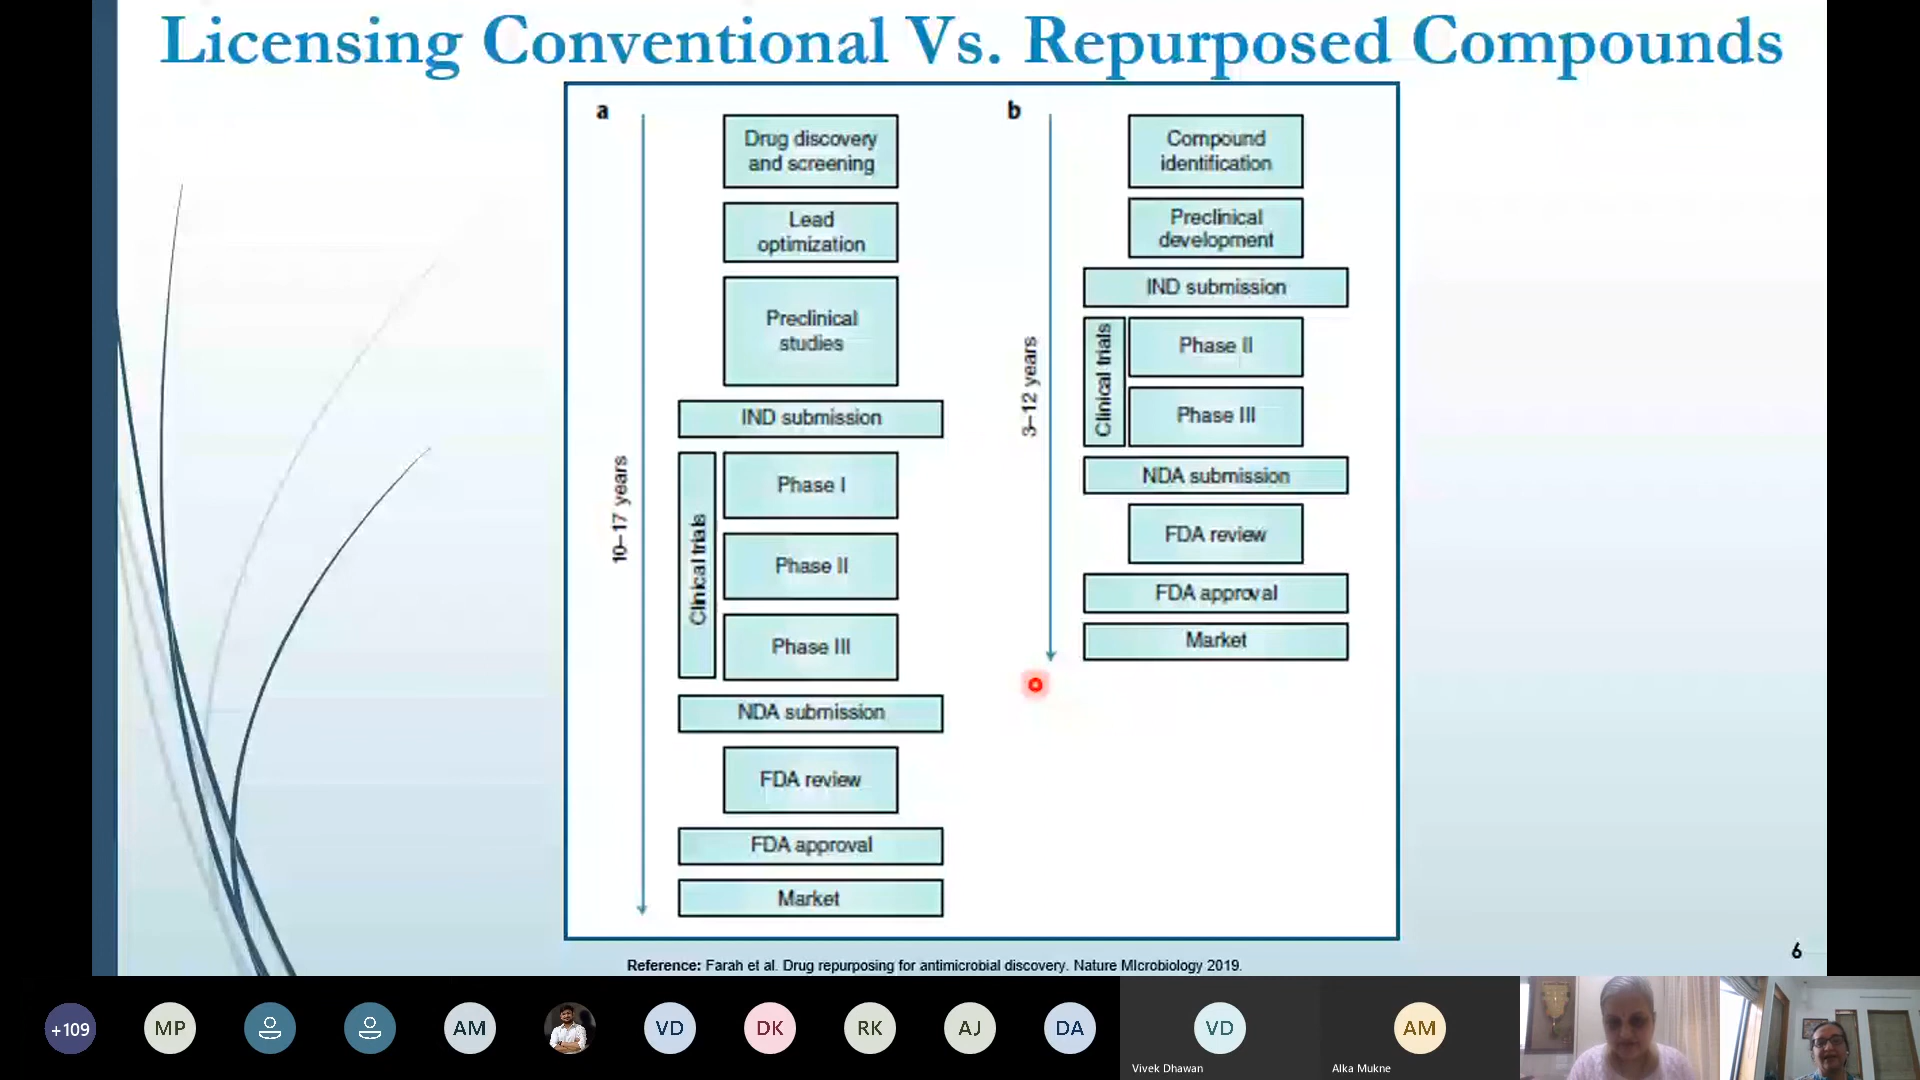 Licensing Conventional Vs. Repurposed Compounds
a
10–17 years
Drug discovery
and screening
Lead
optimization
Preclinical
studies
IND submission
Clinical trials
Phase I
Phase II
Phase III
NDA submission
FDA review
FDA approval
Market
b
3–12 years
Compound
identification
Preclinical
development
IND submission
Clinical trials
Phase II
Phase III
NDA submission
FDA review
FDA approval
Market
6
Reference: Farah et al. Drug repurposing for antimicrobial discovery. Nature MIcrobiology 2019.
+109
MP
AM
VD
DK
RK
AJ
DA
VD
Vivek Dhawan
AM
Alka Mukne